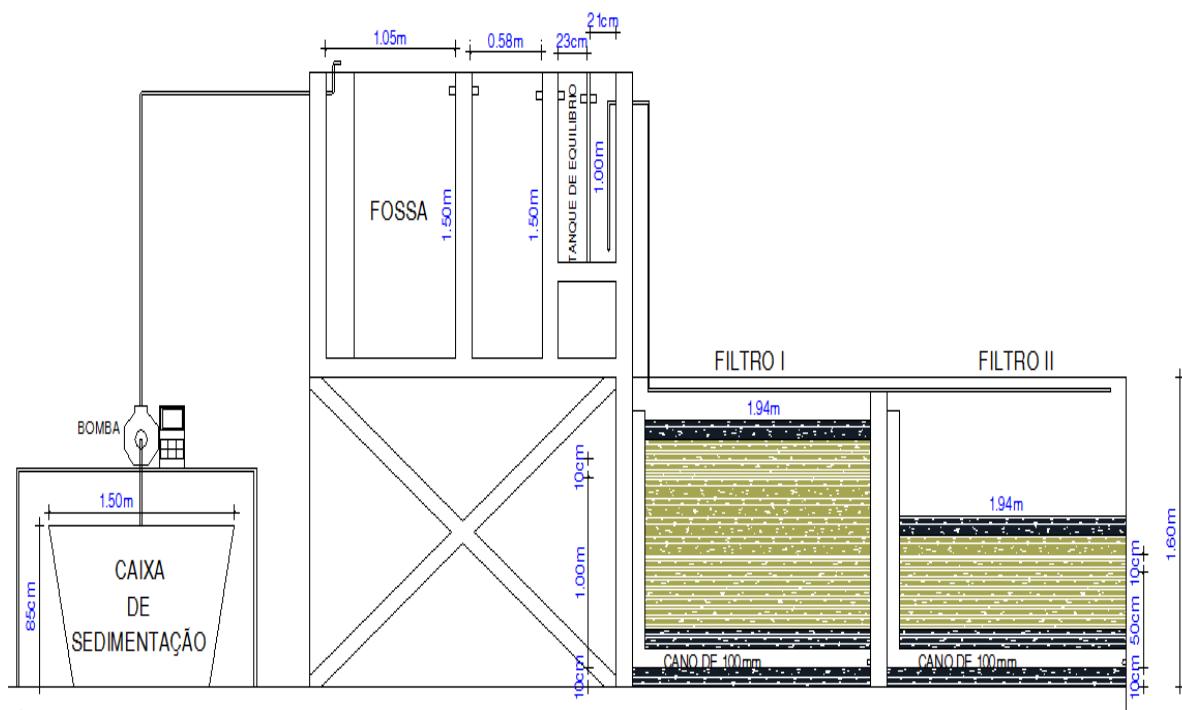 21cm
1.05m
0.58m
23cm
TANQUE DE EQUILIBRIO
1.00m
FOSSA
1.50m
1.50m
FILTRO I
FILTRO II
BOMBA
1.94m
10cm
1.50m
1.94m
1.60m
CAIXA
DE
SEDIMENTAÇÃO
85cm
1.00m
10cm
50cm
CANO DE 100mm
CANO DE 100mm
10cm
10cm